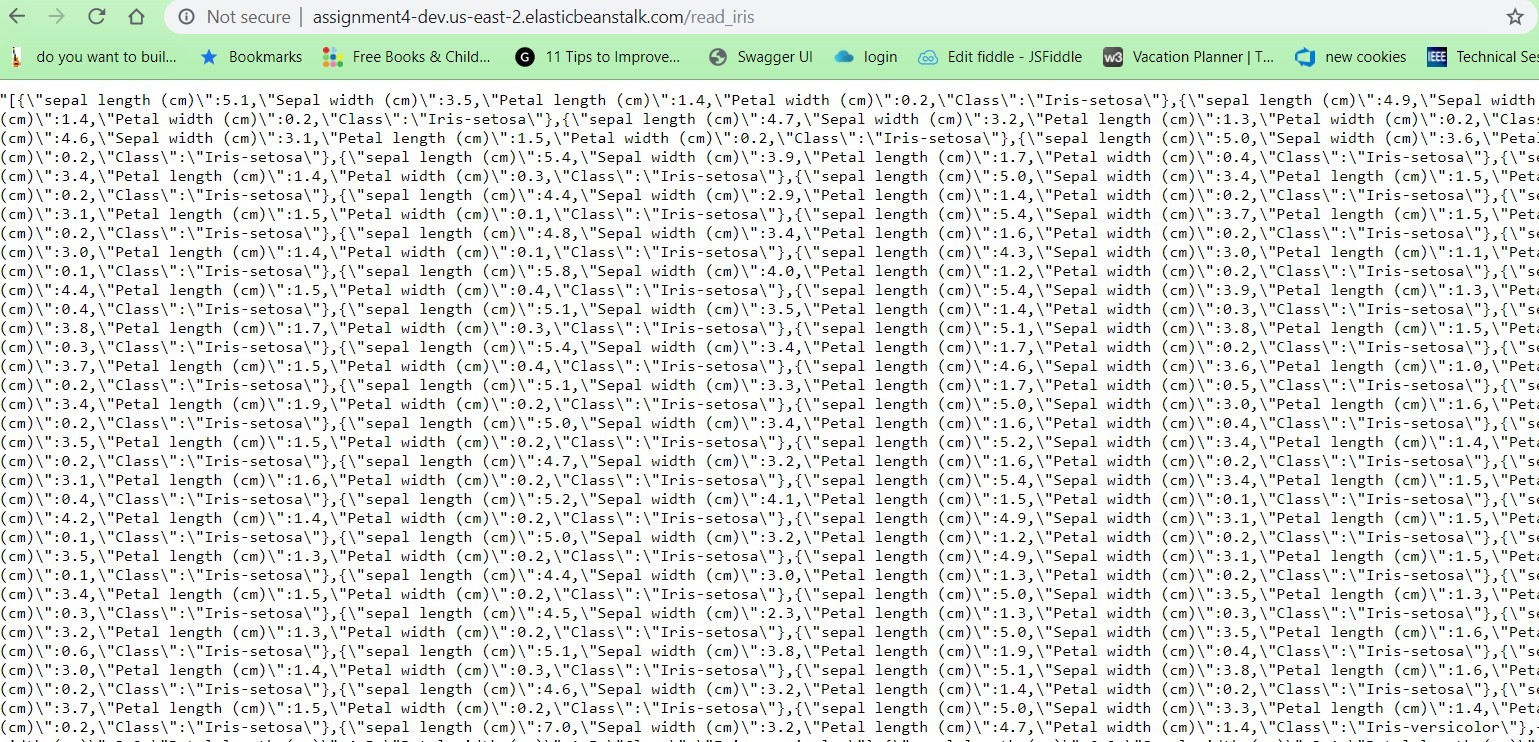 Not secure | assignment4-dev.us-east-2.elasticbeanstalk.com/read_iris
do you want to buil... Bookmarks Free Books & Child... G 11 Tips to Improve... Swagger UI login Edit fiddle - JSFiddle w3 Vacation Planner | T... new cookies IEEE Technical Se
"[{\"sepal length (cm)\":5.1,\"Sepal width (cm)\":3.5,\"Petal length (cm)\":1.4,\"Petal width (cm)\":0.2,\"Class\":\"Iris-setosa\"},{\"sepal length (cm)\":4.9,\"Sepal width
(cm)\":1.4,\"Petal width (cm)\":0.2,\"Class\":\"Iris-setosa\"},{\"sepal length (cm)\":4.7,\"Sepal width (cm)\":3.2,\"Petal length (cm)\":1.3,\"Petal width (cm)\":0.2,\"Clas
(cm)\":4.6,\"Sepal width (cm)\":3.1,\"Petal length (cm)\":1.5,\"Petal width (cm)\":0.2,\"Class\":\"Iris-setosa\"},{\"sepal length (cm)\":5.0,\"Sepal width (cm)\":3.6,\"Peta
(cm)\":0.2,\"Class\":\"Iris-setosa\"},{\"sepal length (cm)\":5.4,\"Sepal width (cm)\":3.9,\"Petal length (cm)\":1.7,\"Petal width (cm)\":0.4,\"Class\":\"Iris-setosa\"},{\"se
(cm)\":3.4,\"Petal length (cm)\":1.4,\"Petal width (cm)\":0.3,\"Class\":\"Iris-setosa\"},{\"sepal length (cm)\":5.0,\"Sepal width (cm)\":3.4,\"Petal length (cm)\":1.5,\"Peta
(cm)\":0.2,\"Class\":\"Iris-setosa\"},{\"sepal length (cm)\":4.4,\"Sepal width (cm)\":2.9,\"Petal length (cm)\":1.4,\"Petal width (cm)\":0.2,\"Class\":\"Iris-setosa\"},{\"se
(cm)\":3.1,\"Petal length (cm)\":1.5,\"Petal width (cm)\":0.1,\"Class\":\"Iris-setosa\"},{\"sepal length (cm)\":5.4,\"Sepal width (cm)\":3.7,\"Petal length (cm)\":1.5,\"Peta
(cm)\":0.2,\"Class\":\"Iris-setosa\"},{\"sepal length (cm)\":4.8,\"Sepal width (cm)\":3.4,\"Petal length (cm)\":1.6,\"Petal width (cm)\":0.2,\"Class\":\"Iris-setosa\"},{\"se
(cm)\":3.0,\"Petal length (cm)\":1.4,\"Petal width (cm)\":0.1,\"Class\":\"Iris-setosa\"},{\"sepal length (cm)\":4.3,\"Sepal width (cm)\":3.0,\"Petal length (cm)\":1.1,\"Peta
(cm)\":0.1,\"Class\":\"Iris-setosa\"},{\"sepal length (cm)\":5.8,\"Sepal width (cm)\":4.0,\"Petal length (cm)\":1.2,\"Petal width (cm)\":0.2,\"Class\":\"Iris-setosa\"},{\"se
(cm)\":4.4,\"Petal length (cm)\":1.5,\"Petal width (cm)\":0.4,\"Class\":\"Iris-setosa\"},{\"sepal length (cm)\":5.4,\"Sepal width (cm)\":3.9,\"Petal length (cm)\":1.3,\"Peta
(cm)\":0.4,\"Class\":\"Iris-setosa\"},{\"sepal length (cm)\":5.1,\"Sepal width (cm)\":3.5,\"Petal length (cm)\":1.4,\"Petal width (cm)\":0.3,\"Class\":\"Iris-setosa\"},{\"se
(cm)\":3.8,\"Petal length (cm)\":1.7,\"Petal width (cm)\":0.3,\"Class\":\"Iris-setosa\"},{\"sepal length (cm)\":5.1,\"Sepal width (cm)\":3.8,\"Petal length (cm)\":1.5,\"Peta
(cm)\":0.3,\"Class\":\"Iris-setosa\"},{\"sepal length (cm)\":5.4,\"Sepal width (cm)\":3.4,\"Petal length (cm)\":1.7,\"Petal width (cm)\":0.2,\"Class\":\"Iris-setosa\"},{\"se
(cm)\":3.7,\"Petal length (cm)\":1.5,\"Petal width (cm)\":0.4,\"Class\":\"Iris-setosa\"},{\"sepal length (cm)\":4.6,\"Sepal width (cm)\":3.6,\"Petal length (cm)\":1.0,\"Peta
(cm)\":0.2,\"Class\":\"Iris-setosa\"},{\"sepal length (cm)\":5.1,\"Sepal width (cm)\":3.3,\"Petal length (cm)\":1.7,\"Petal width (cm)\":0.5,\"Class\":\"Iris-setosa\"},{\"se
(cm)\":3.4,\"Petal length (cm)\":1.9,\"Petal width (cm)\":0.2,\"Class\":\"Iris-setosa\"},{\"sepal length (cm)\":5.0,\"Sepal width (cm)\":3.0,\"Petal length (cm)\":1.6,\"Peta
(cm)\":0.2,\"Class\":\"Iris-setosa\"},{\"sepal length (cm)\":5.0,\"Sepal width (cm)\":3.4,\"Petal length (cm)\":1.6,\"Petal width (cm)\":0.4,\"Class\":\"Iris-setosa\"},{\"se
(cm)\":3.5,\"Petal length (cm)\":1.5,\"Petal width (cm)\":0.2,\"Class\":\"Iris-setosa\"},{\"sepal length (cm)\":5.2,\"Sepal width (cm)\":3.4,\"Petal length (cm)\":1.4,\"Peta
(cm)\":0.2,\"Class\":\"Iris-setosa\"},{\"sepal length (cm)\":4.7,\"Sepal width (cm)\":3.2,\"Petal length (cm)\":1.6,\"Petal width (cm)\":0.2,\"Class\":\"Iris-setosa\"},{\"se
(cm)\":3.1,\"Petal length (cm)\":1.6,\"Petal width (cm)\":0.2,\"Class\":\"Iris-setosa\"},{\"sepal length (cm)\":5.4,\"Sepal width (cm)\":3.4,\"Petal length (cm)\":1.5,\"Peta
(cm)\":0.4,\"Class\":\"Iris-setosa\"},{\"sepal length (cm)\":5.2,\"Sepal width (cm)\":4.1,\"Petal length (cm)\":1.5,\"Petal width (cm)\":0.1,\"Class\":\"Iris-setosa\"},{\"se
(cm)\":4.2,\"Petal length (cm)\":1.4,\"Petal width (cm)\":0.2,\"Class\":\"Iris-setosa\"},{\"sepal length (cm)\":4.9,\"Sepal width (cm)\":3.1,\"Petal length (cm)\":1.5,\"Peta
(cm)\":0.1,\"Class\":\"Iris-setosa\"},{\"sepal length (cm)\":5.0,\"Sepal width (cm)\":3.2,\"Petal length (cm)\":1.2,\"Petal width (cm)\":0.2,\"Class\":\"Iris-setosa\"},{\"se
(cm)\":3.5,\"Petal length (cm)\":1.3,\"Petal width (cm)\":0.2,\"Class\":\"Iris-setosa\"},{\"sepal length (cm)\":4.9,\"Sepal width (cm)\":3.1,\"Petal length (cm)\":1.5,\"Peta
(cm)\":0.1,\"Class\":\"Iris-setosa\"},{\"sepal length (cm)\":4.4,\"Sepal width (cm)\":3.0,\"Petal length (cm)\":1.3,\"Petal width (cm)\":0.2,\"Class\":\"Iris-setosa\"},{\"se
(cm)\":3.4,\"Petal length (cm)\":1.5,\"Petal width (cm)\":0.2,\"Class\":\"Iris-setosa\"},{\"sepal length (cm)\":5.0,\"Sepal width (cm)\":3.5,\"Petal length (cm)\":1.3,\"Peta
(cm)\":0.3,\"Class\":\"Iris-setosa\"},{\"sepal length (cm)\":4.5,\"Sepal width (cm)\":2.3,\"Petal length (cm)\":1.3,\"Petal width (cm)\":0.3,\"Class\":\"Iris-setosa\"},{\"se
(cm)\":3.2,\"Petal length (cm)\":1.3,\"Petal width (cm)\":0.2,\"Class\":\"Iris-setosa\"},{\"sepal length (cm)\":5.0,\"Sepal width (cm)\":3.5,\"Petal length (cm)\":1.6,\"Peta
(cm)\":0.6,\"Class\":\"Iris-setosa\"},{\"sepal length (cm)\":5.1,\"Sepal width (cm)\":3.8,\"Petal length (cm)\":1.9,\"Petal width (cm)\":0.4,\"Class\":\"Iris-setosa\"},{\"se
(cm)\":3.0,\"Petal length (cm)\":1.4,\"Petal width (cm)\":0.3,\"Class\":\"Iris-setosa\"},{\"sepal length (cm)\":5.1,\"Sepal width (cm)\":3.8,\"Petal length (cm)\":1.6,\"Peta
(cm)\":0.2,\"Class\":\"Iris-setosa\"},{\"sepal length (cm)\":4.6,\"Sepal width (cm)\":3.2,\"Petal length (cm)\":1.4,\"Petal width (cm)\":0.2,\"Class\":\"Iris-setosa\"},{\"se
(cm)\":3.7,\"Petal length (cm)\":1.5,\"Petal width (cm)\":0.2,\"Class\":\"Iris-setosa\"},{\"sepal length (cm)\":5.0,\"Sepal width (cm)\":3.3,\"Petal length (cm)\":1.4,\"Peta
(cm)\":0.2,\"Class\":\"Iris-setosa\"},{\"sepal length (cm)\":7.0,\"Sepal width (cm)\":3.2,\"Petal length (cm)\":4.7,\"Petal width (cm)\":1.4,\"Class\":\"Iris-versicolor\"},